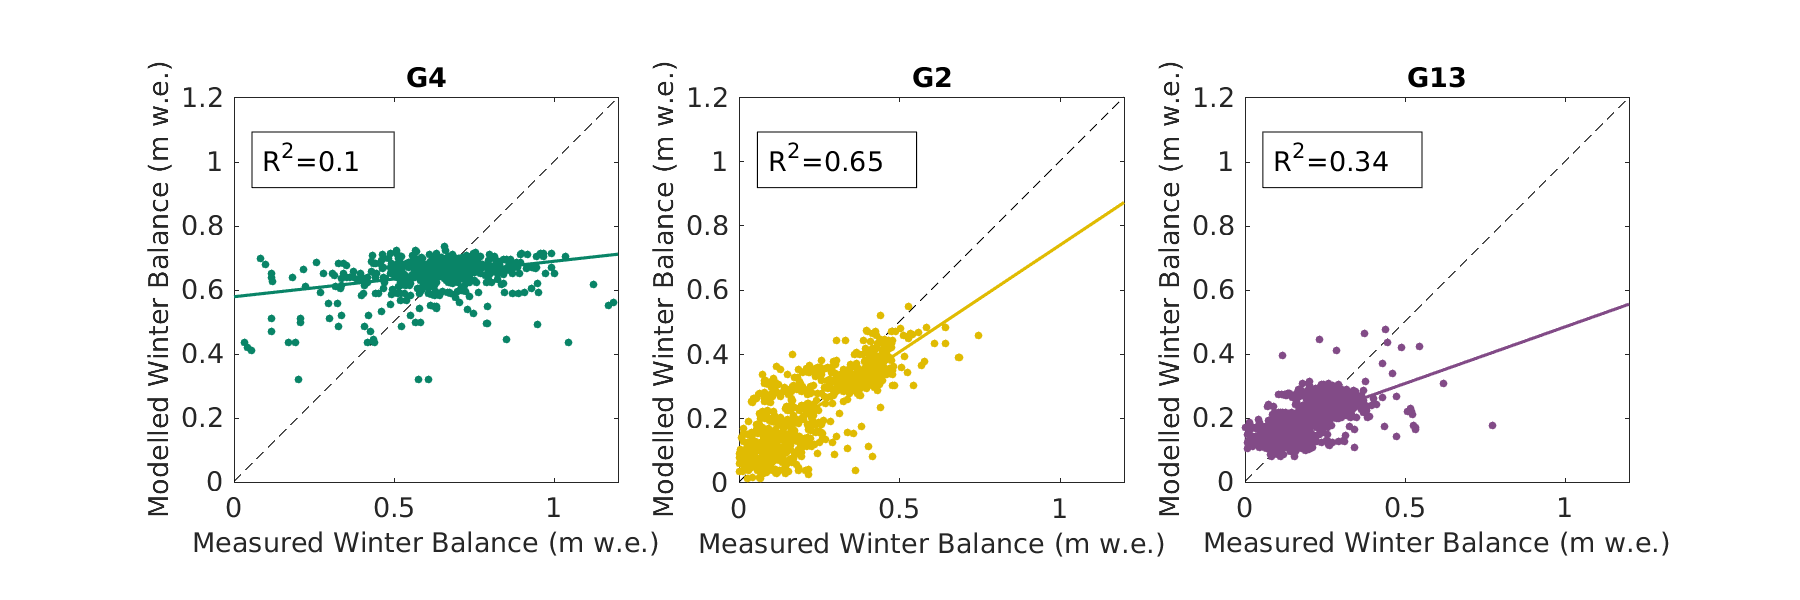 G4
R²=0.1
Modelled Winter Balance (m w.e.)
1.2
1
0.8
0.6
0.4
0.2
0
0 0.5 1
Measured Winter Balance (m w.e.)
G2
R²=0.65
Modelled Winter Balance (m w.e.)
1.2
1
0.8
0.6
0.4
0.2
0
0 0.5 1
Measured Winter Balance (m w.e.)
G13
R²=0.34
Modelled Winter Balance (m w.e.)
1.2
1
0.8
0.6
0.4
0.2
0
0 0.5 1
Measured Winter Balance (m w.e.)